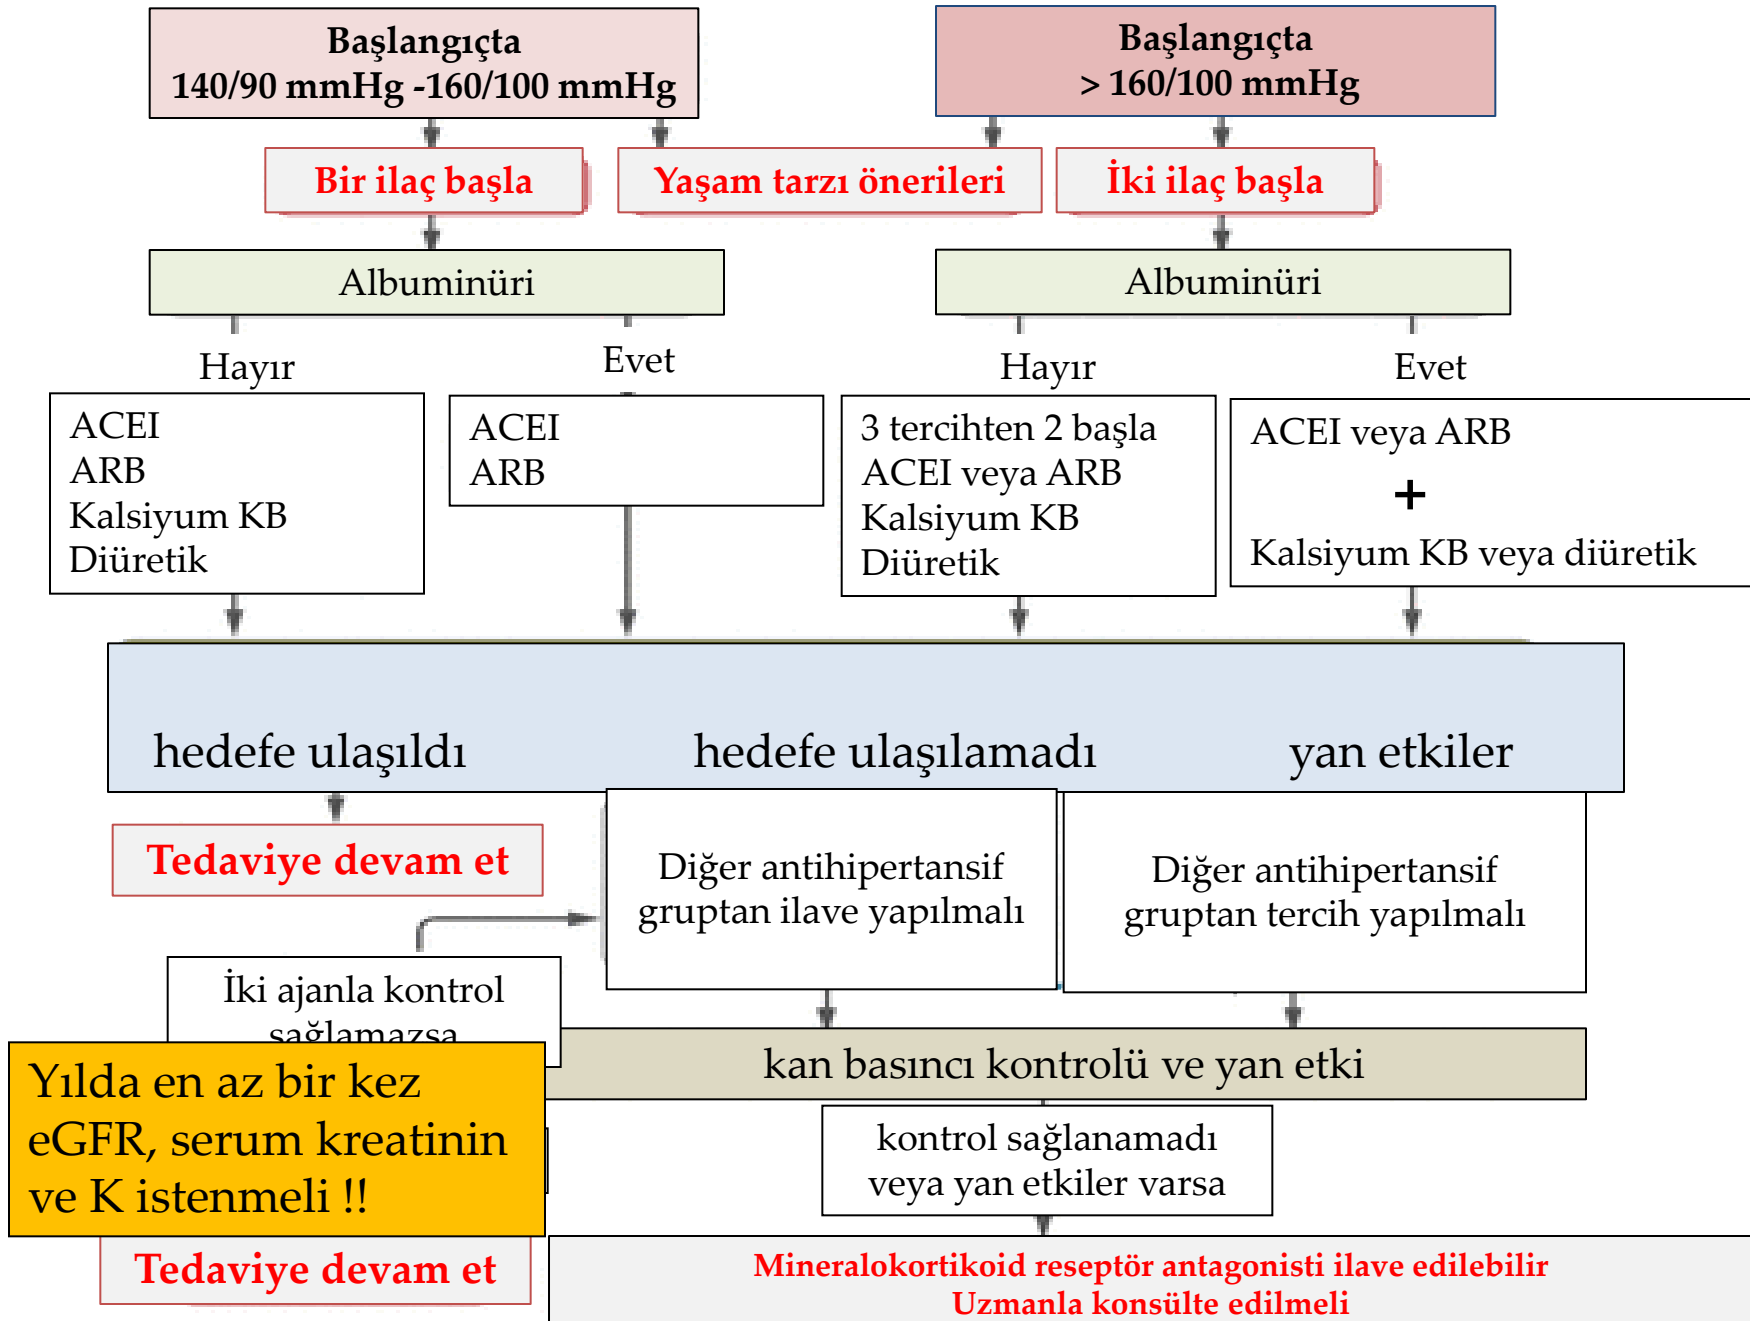 Başlangıçta
140/90 mmHg -160/100 mmHg
Başlangıçta
> 160/100 mmHg
Bir ilaç başla
Yaşam tarzı önerileri
İki ilaç başla
Albuminüri
Albuminüri
Hayır
Evet
Hayır
Evet
ACEI
ARB
Kalsiyum KB
Diüretik
ACEI
ARB
3 tercihten 2 başla
ACEI veya ARB
Kalsiyum KB
Diüretik
ACEI veya ARB
+
Kalsiyum KB veya diüretik
hedefe ulaşıldı
hedefe ulaşılamadı
yan etkiler
Tedaviye devam et
Diğer antihipertansif
gruptan ilave yapılmalı
Diğer antihipertansif
gruptan tercih yapılmalı
İki ajanla kontrol
sağlamazsa
kan basıncı kontrolü ve yan etki
Yılda en az bir kez
eGFR, serum kreatinin
ve K istenmeli !!
kontrol sağlanamadı
veya yan etkiler varsa
Tedaviye devam et
Mineralokortikoid reseptör antagonisti ilave edilebilir
Uzmanla konsülte edilmeli